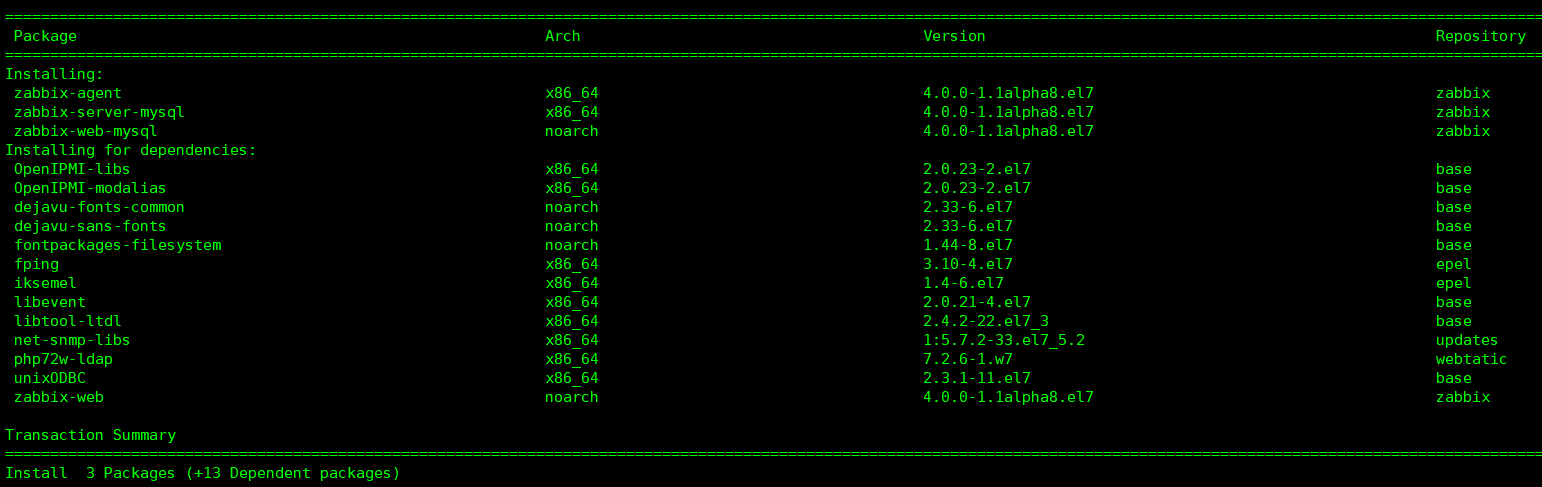 ================================================================================
Package Arch Version Repository
================================================================================
Installing:
zabbix-agent x86_64 4.0.0-1.1alpha8.el7 zabbix
zabbix-server-mysql x86_64 4.0.0-1.1alpha8.el7 zabbix
zabbix-web-mysql noarch 4.0.0-1.1alpha8.el7 zabbix
Installing for dependencies:
OpenIPMI-libs x86_64 2.0.23-2.el7 base
OpenIPMI-modalias x86_64 2.0.23-2.el7 base
dejavu-fonts-common noarch 2.33-6.el7 base
dejavu-sans-fonts noarch 2.33-6.el7 base
fontpackages-filesystem noarch 1.44-8.el7 base
fping x86_64 3.10-4.el7 epel
iksemel x86_64 1.4-6.el7 epel
libevent x86_64 2.0.21-4.el7 base
libtool-ltdl x86_64 2.4.2-22.el7_3 base
net-snmp-libs x86_64 1:5.7.2-33.el7_5.2 updates
php72w-ldap x86_64 7.2.6-1.w7 webtatic
unixODBC x86_64 2.3.1-11.el7 base
zabbix-web noarch 4.0.0-1.1alpha8.el7 zabbix
Transaction Summary
================================================================================
Install 3 Packages (+13 Dependent packages)